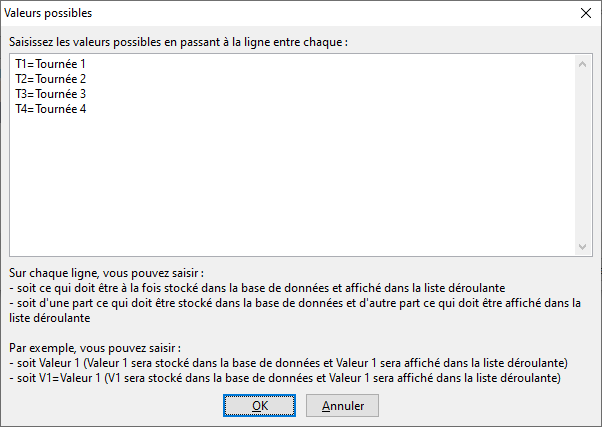 Valeurs possibles
Saisissez les valeurs possibles en passant à la ligne entre chaque :
T1=Tournée 1
T2=Tournée 2
T3=Tournée 3
T4=Tournée 4
Sur chaque ligne, vous pouvez saisir :
- soit ce qui doit être à la fois stocké dans la base de données et affiché dans la liste déroulante
- soit d'une part ce qui doit être stocké dans la base de données et d'autre part ce qui doit être affiché dans la
liste déroulante
Par exemple, vous pouvez saisir :
- soit Valeur 1 (Valeur 1 sera stocké dans la base de données et Valeur 1 sera affiché dans la liste déroulante)
- soit V1=Valeur 1 (V1 sera stocké dans la base de données et Valeur 1 sera affiché dans la liste déroulante)
OK
Annuler